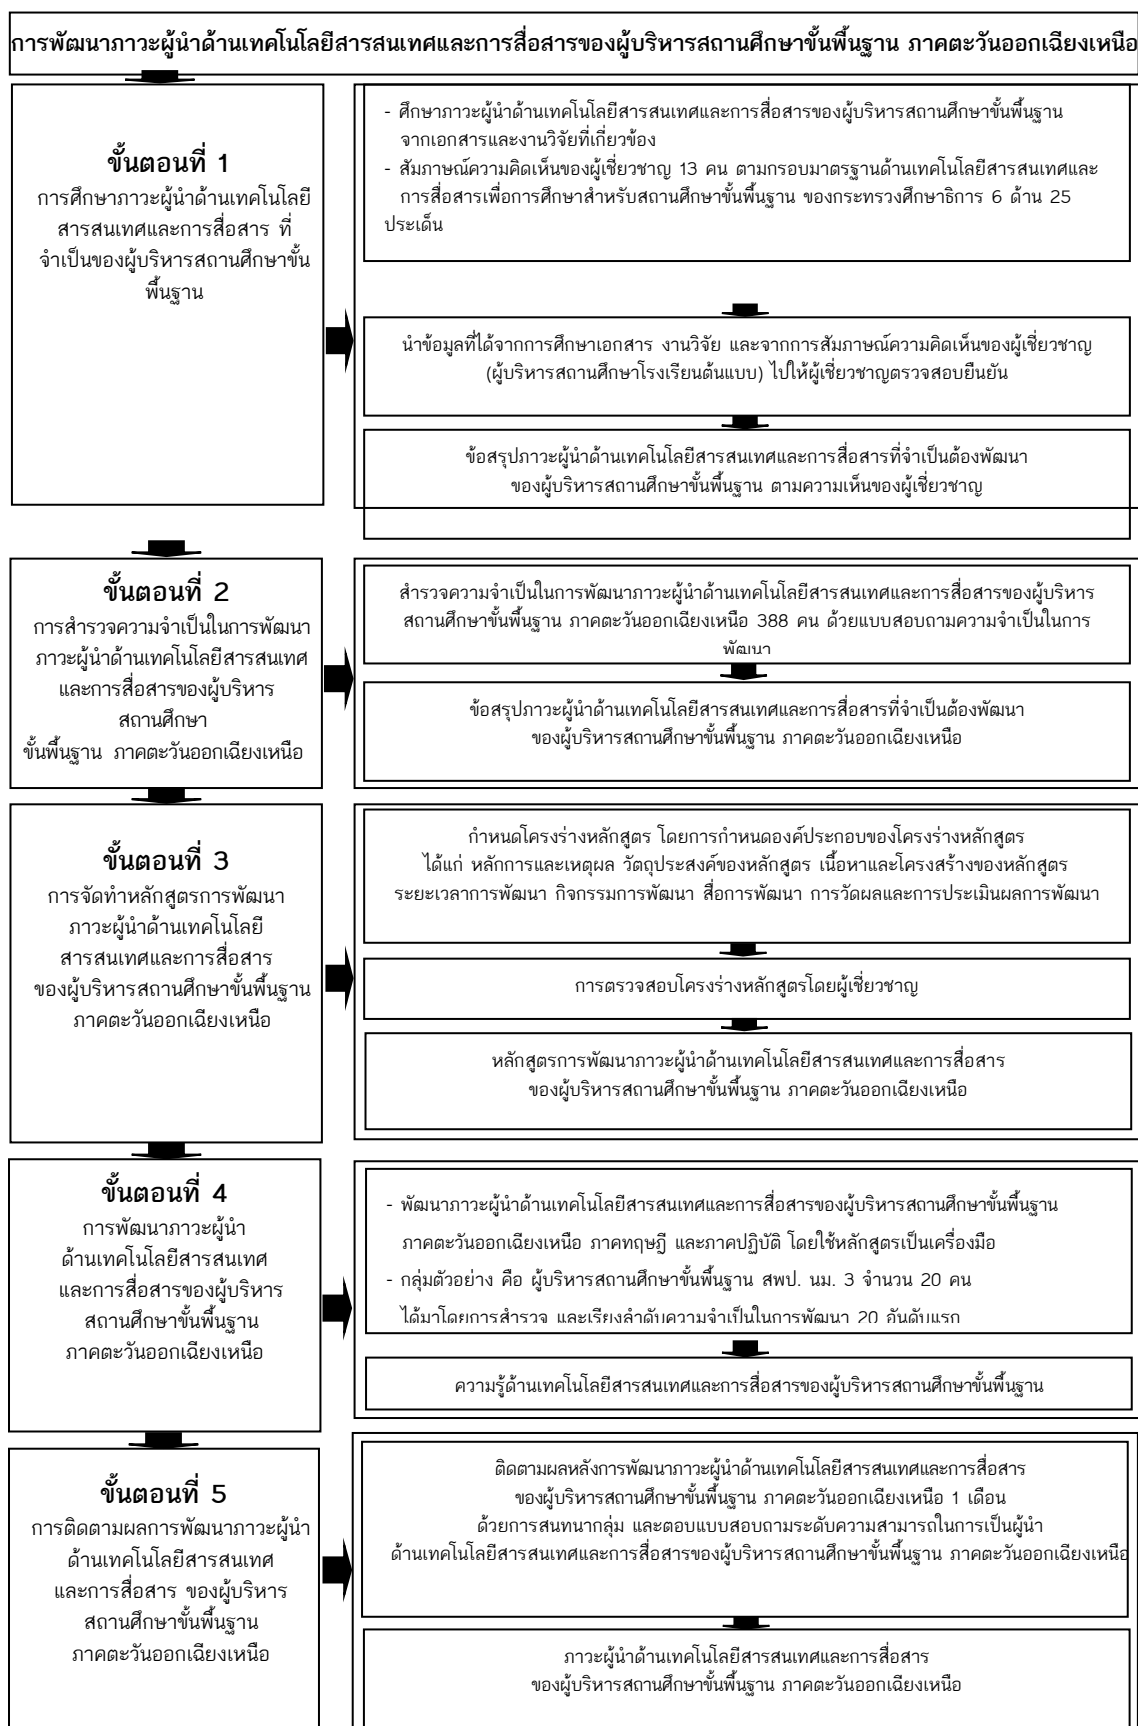 การพัฒนาภาวะผู้นำด้านเทคโนโลยีสารสนเทศและการสื่อสารของผู้บริหารสถานศึกษาขั้นพื้นฐาน ภาคตะวันออกเฉียงเหนือ
ขั้นตอนที่ 1
การศึกษาภาวะผู้นำด้านเทคโนโลยี
สารสนเทศและการสื่อสาร ที่
จำเป็นของผู้บริหารสถานศึกษาขั้น
พื้นฐาน
- ศึกษาภาวะผู้นำด้านเทคโนโลยีสารสนเทศและการสื่อสารของผู้บริหารสถานศึกษาขั้นพื้นฐาน
จากเอกสารและงานวิจัยที่เกี่ยวข้อง
- สัมภาษณ์ความคิดเห็นของผู้เชี่ยวชาญ 13 คน ตามกรอบมาตรฐานด้านเทคโนโลยีสารสนเทศและ
การสื่อสารเพื่อการศึกษาสำหรับสถานศึกษาขั้นพื้นฐาน ของกระทรวงศึกษาธิการ 6 ด้าน 25
ประเด็น
นำข้อมูลที่ได้จากการศึกษาเอกสาร งานวิจัย และจากการสัมภาษณ์ความคิดเห็นของผู้เชี่ยวชาญ
(ผู้บริหารสถานศึกษาโรงเรียนต้นแบบ) ไปให้ผู้เชี่ยวชาญตรวจสอบยืนยัน
ข้อสรุปภาวะผู้นำด้านเทคโนโลยีสารสนเทศและการสื่อสารที่จำเป็นต้องพัฒนา
ของผู้บริหารสถานศึกษาขั้นพื้นฐาน ตามความเห็นของผู้เชี่ยวชาญ
ขั้นตอนที่ 2
การสำรวจความจำเป็นในการพัฒนา
ภาวะผู้นำด้านเทคโนโลยีสารสนเทศ
และการสื่อสารของผู้บริหาร
สถานศึกษา
ขั้นพื้นฐาน ภาคตะวันออกเฉียงเหนือ
สำรวจความจำเป็นในการพัฒนาภาวะผู้นำด้านเทคโนโลยีสารสนเทศและการสื่อสารของผู้บริหาร
สถานศึกษาขั้นพื้นฐาน ภาคตะวันออกเฉียงเหนือ 388 คน ด้วยแบบสอบถามความจำเป็นในการ
พัฒนา
ข้อสรุปภาวะผู้นำด้านเทคโนโลยีสารสนเทศและการสื่อสารที่จำเป็นต้องพัฒนา
ของผู้บริหารสถานศึกษาขั้นพื้นฐาน ภาคตะวันออกเฉียงเหนือ
ขั้นตอนที่ 3
การจัดทำหลักสูตรการพัฒนา
ภาวะผู้นำด้านเทคโนโลยี
สารสนเทศและการสื่อสาร
ของผู้บริหารสถานศึกษาขั้นพื้นฐาน
ภาคตะวันออกเฉียงเหนือ
กำหนดโครงร่างหลักสูตร โดยการกำหนดองค์ประกอบของโครงร่างหลักสูตร
ได้แก่ หลักการและเหตุผล วัตถุประสงค์ของหลักสูตร เนื้อหาและโครงสร้างของหลักสูตร
ระยะเวลาการพัฒนา กิจกรรมการพัฒนา สื่อการพัฒนา การวัดผลและการประเมินผลการพัฒนา
การตรวจสอบโครงร่างหลักสูตรโดยผู้เชี่ยวชาญ
หลักสูตรการพัฒนาภาวะผู้นำด้านเทคโนโลยีสารสนเทศและการสื่อสาร
ของผู้บริหารสถานศึกษาขั้นพื้นฐาน ภาคตะวันออกเฉียงเหนือ
ขั้นตอนที่ 4
การพัฒนาภาวะผู้นำ
ด้านเทคโนโลยีสารสนเทศ
และการสื่อสารของผู้บริหาร
สถานศึกษาขั้นพื้นฐาน
ภาคตะวันออกเฉียงเหนือ
- พัฒนาภาวะผู้นำด้านเทคโนโลยีสารสนเทศและการสื่อสารของผู้บริหารสถานศึกษาขั้นพื้นฐาน
ภาคตะวันออกเฉียงเหนือ ภาคทฤษฎี และภาคปฏิบัติ โดยใช้หลักสูตรเป็นเครื่องมือ
- กลุ่มตัวอย่าง คือ ผู้บริหารสถานศึกษาขั้นพื้นฐาน สพป. นม. 3 จำนวน 20 คน
ได้มาโดยการสำรวจ และเรียงลำดับความจำเป็นในการพัฒนา 20 อันดับแรก
ความรู้ด้านเทคโนโลยีสารสนเทศและการสื่อสารของผู้บริหารสถานศึกษาขั้นพื้นฐาน
ขั้นตอนที่ 5
การติดตามผลการพัฒนาภาวะผู้นำ
ด้านเทคโนโลยีสารสนเทศ
และการสื่อสาร ของผู้บริหาร
สถานศึกษาขั้นพื้นฐาน
ภาคตะวันออกเฉียงเหนือ
ติดตามผลหลังการพัฒนาภาวะผู้นำด้านเทคโนโลยีสารสนเทศและการสื่อสาร
ของผู้บริหารสถานศึกษาขั้นพื้นฐาน ภาคตะวันออกเฉียงเหนือ 1 เดือน
ด้วยการสนทนากลุ่ม และตอบแบบสอบถามระดับความสามารถในการเป็นผู้นำ
ด้านเทคโนโลยีสารสนเทศและการสื่อสารของผู้บริหารสถานศึกษาขั้นพื้นฐาน ภาคตะวันออกเฉียงเหนือ
ภาวะผู้นำด้านเทคโนโลยีสารสนเทศและการสื่อสาร
ของผู้บริหารสถานศึกษาขั้นพื้นฐาน ภาคตะวันออกเฉียงเหนือ